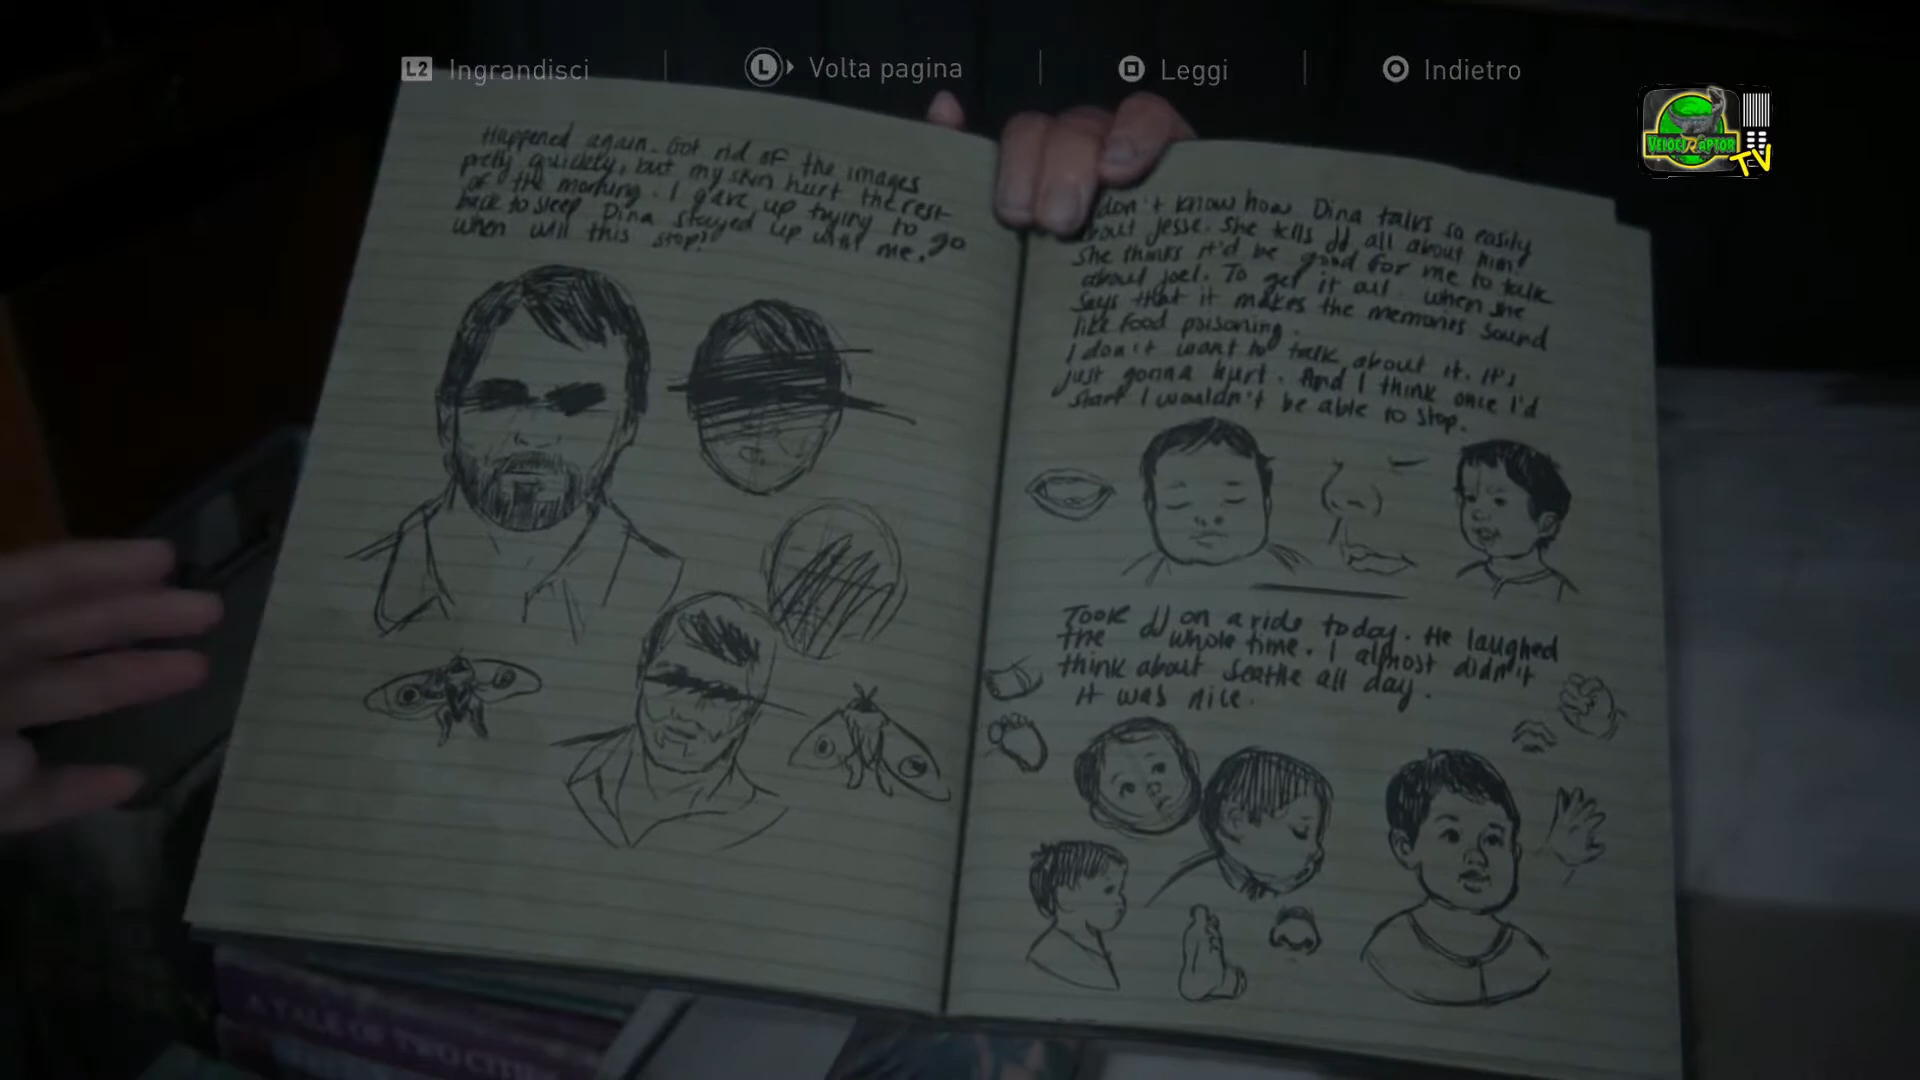 L2 Ingrandisci
L Volta pagina
Leggi
Indietro
VELOCIRAPTOR
TV
Happened again. Got rid of the images
pretty quickly, but my skin hurt the rest
of the morning. I gave up trying to go
back to sleep Dina stayed up with me.
when will this stop?
don't know how Dina talks so easily
about Jesse. She tells JJ all about him.
She thinks it'd be good for me to talk
about Joel. To get it out. when she
Says that it makes the memories sound
like food poisoning.
I don't want to talk about it. it's
just gonna hurt. And I think once I'd
start I wouldn't be able to stop.
Took JJ on a ride today. He laughed
the whole time. I almost didn't
think about Seattle all day.
it was nice.
A TALE OF TWO CITIES